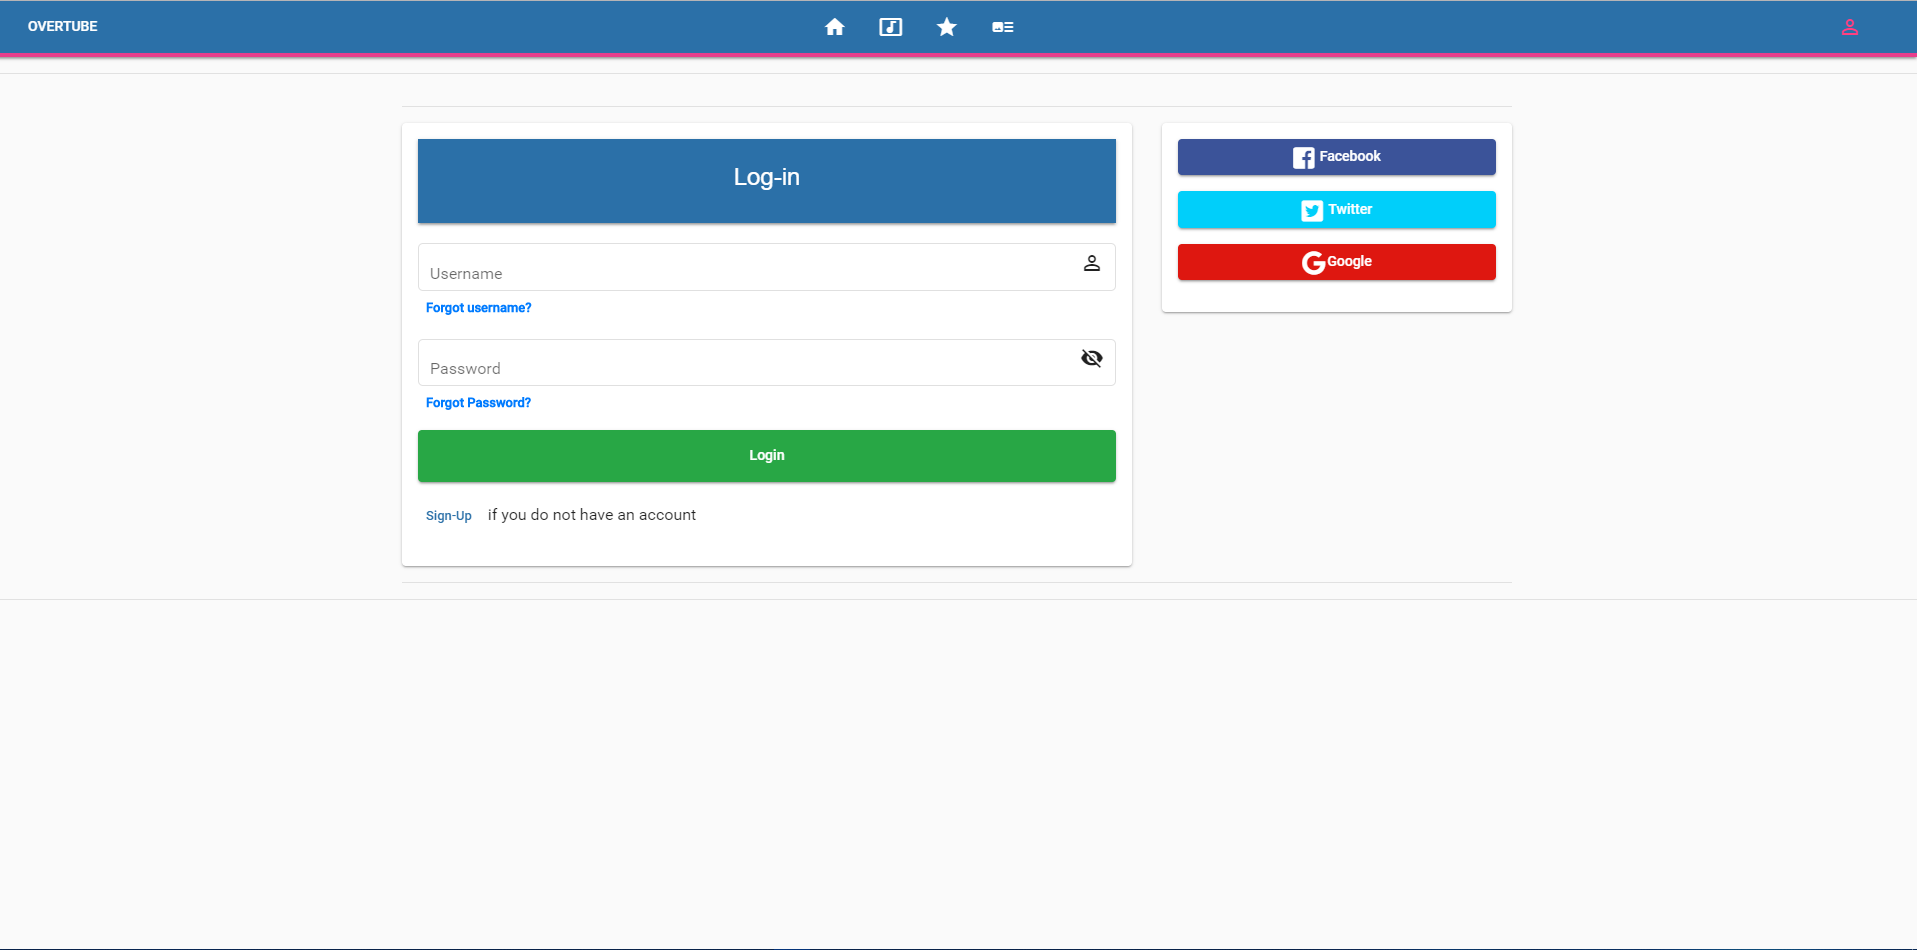 OVERTUBE
Log-in
Username
Forgot username?
Password
Forgot Password?
Login
Sign-Up if you do not have an account
Facebook
Twitter
Google